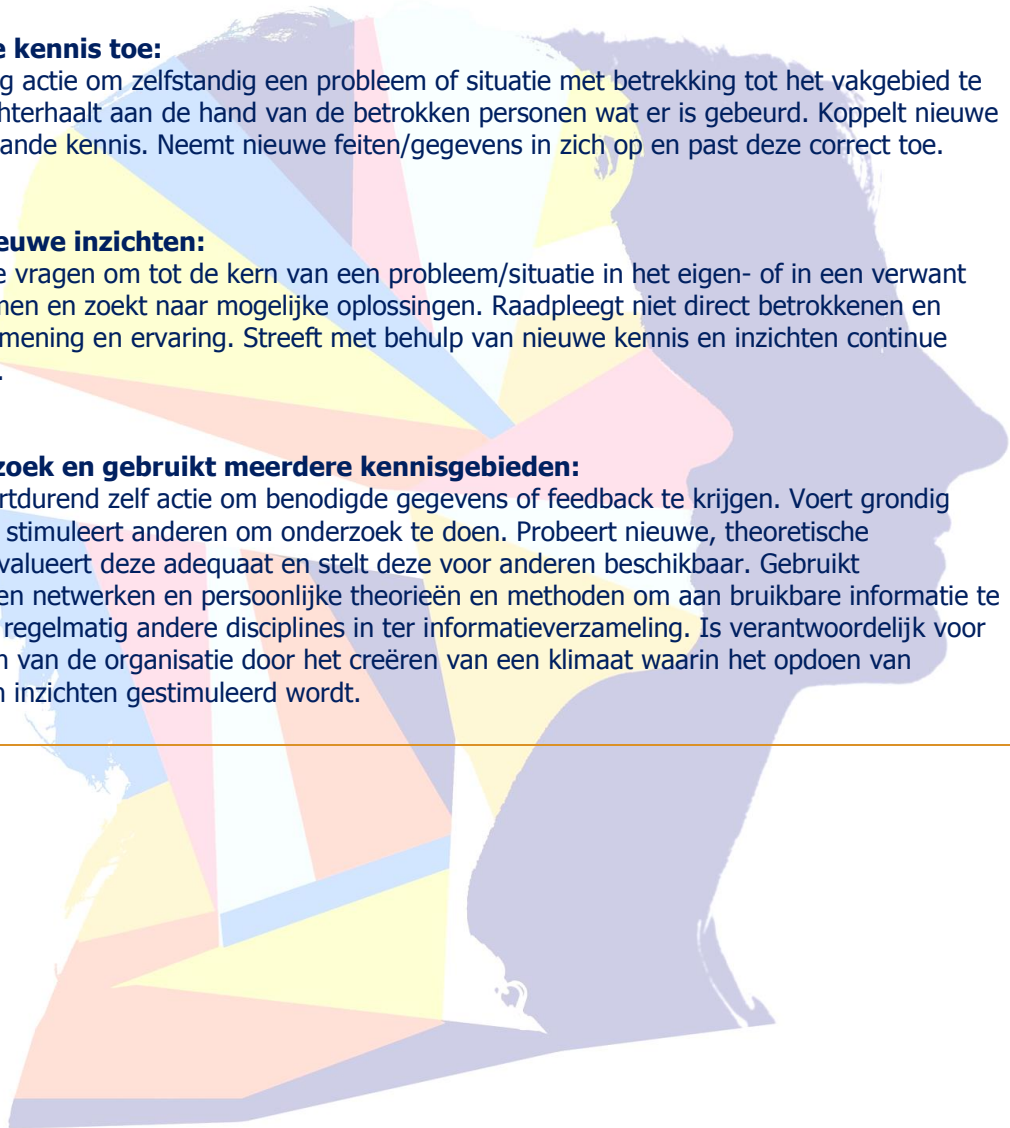 e kennis toe:
g actie om zelfstandig een probleem of situatie met betrekking tot het vakgebied te
hterhaalt aan de hand van de betrokken personen wat er is gebeurd. Koppelt nieuwe
ande kennis. Neemt nieuwe feiten/gegevens in zich op en past deze correct toe.
euwe inzichten:
e vragen om tot de kern van een probleem/situatie in het eigen- of in een verwant
men en zoekt naar mogelijke oplossingen. Raadpleegt niet direct betrokkenen en
mening en ervaring. Streeft met behulp van nieuwe kennis en inzichten continue
.
zoek en gebruikt meerdere kennisgebieden:
rtdurend zelf actie om benodigde gegevens of feedback te krijgen. Voert grondig
stimuleert anderen om onderzoek te doen. Probeert nieuwe, theoretische
valueert deze adequaat en stelt deze voor anderen beschikbaar. Gebruikt
en netwerken en persoonlijke theorieën en methoden om aan bruikbare informatie te
regelmatig andere disciplines in ter informatieverzameling. Is verantwoordelijk voor
n van de organisatie door het creëren van een klimaat waarin het opdoen van
n inzichten gestimuleerd wordt.